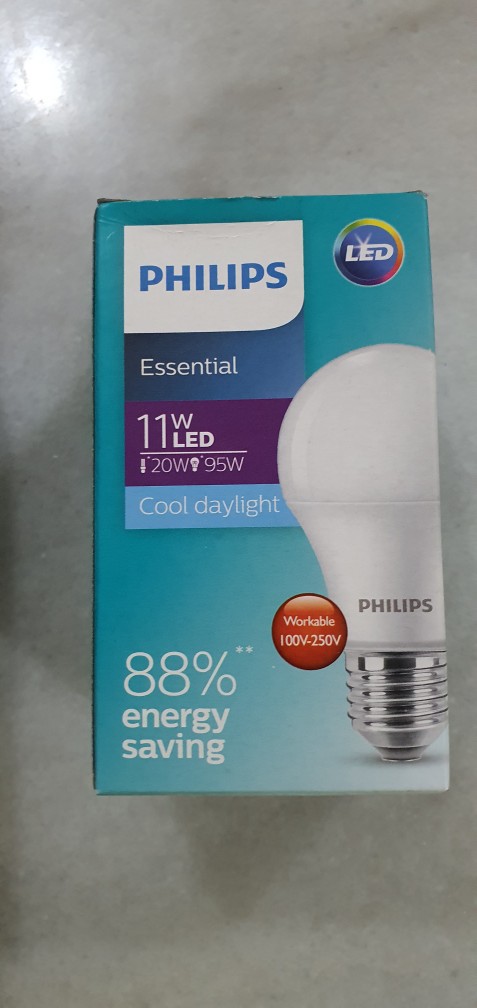 PHILIPS
LED
Essential
11W
LED
*20W *95W
Cool daylight
PHILIPS
Workable
100V-250V
88%**
energy
saving